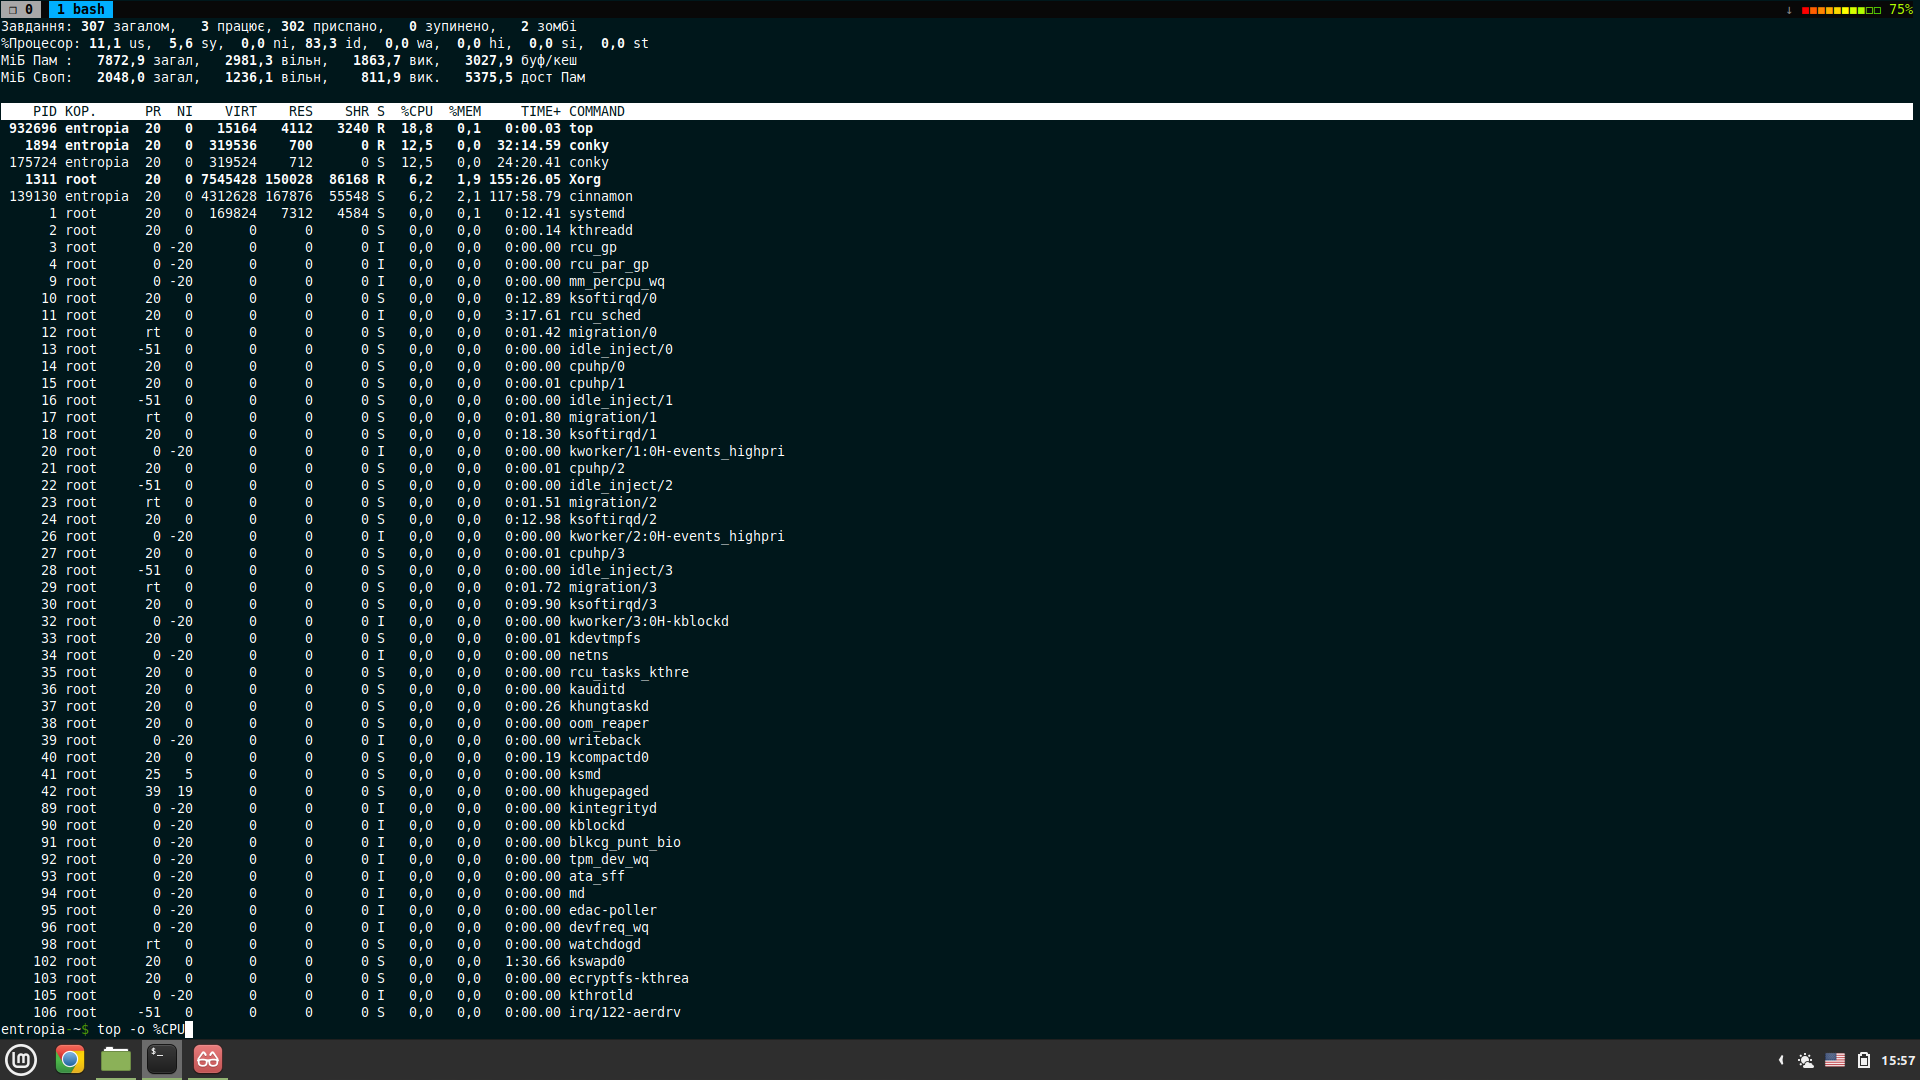 ❐ 0  1 bash ↓ 75%
Завдання: 307 загалом,   3 працює, 302 приспано,   0 зупинено,   2 зомбі
%Процесор: 11,1 us,  5,6 sy,  0,0 ni, 83,3 id,  0,0 wa,  0,0 hi,  0,0 si,  0,0 st
МіБ Пам :   7872,9 загал,   2981,3 вільн,   1863,7 вик,   3027,9 буф/кеш
МіБ Своп:   2048,0 загал,   1236,1 вільн,    811,9 вик.   5375,5 дост Пам
PID КОР.      PR  NI    VIRT    RES    SHR S  %CPU  %MEM     TIME+ COMMAND
932696 entropia  20   0   15164   4112   3240 R  18,8   0,1   0:00.03 top
1894 entropia  20   0  319536    700      0 R  12,5   0,0  32:14.59 conky
175724 entropia  20   0  319524    712      0 S  12,5   0,0  24:20.41 conky
1311 root      20   0 7545428 150028  86168 R   6,2   1,9 155:26.05 Xorg
139130 entropia  20   0 4312628 167876  55548 S   6,2   2,1 117:58.79 cinnamon
1 root      20   0  169824   7312   4584 S   0,0   0,1   0:12.41 systemd
2 root      20   0       0      0      0 S   0,0   0,0   0:00.14 kthreadd
3 root       0 -20       0      0      0 I   0,0   0,0   0:00.00 rcu_gp
4 root       0 -20       0      0      0 I   0,0   0,0   0:00.00 rcu_par_gp
9 root       0 -20       0      0      0 I   0,0   0,0   0:00.00 mm_percpu_wq
10 root      20   0       0      0      0 S   0,0   0,0   0:12.89 ksoftirqd/0
11 root      20   0       0      0      0 I   0,0   0,0   3:17.61 rcu_sched
12 root      rt   0       0      0      0 S   0,0   0,0   0:01.42 migration/0
13 root     -51   0       0      0      0 S   0,0   0,0   0:00.00 idle_inject/0
14 root      20   0       0      0      0 S   0,0   0,0   0:00.00 cpuhp/0
15 root      20   0       0      0      0 S   0,0   0,0   0:00.01 cpuhp/1
16 root     -51   0       0      0      0 S   0,0   0,0   0:00.00 idle_inject/1
17 root      rt   0       0      0      0 S   0,0   0,0   0:01.80 migration/1
18 root      20   0       0      0      0 S   0,0   0,0   0:18.30 ksoftirqd/1
20 root       0 -20       0      0      0 I   0,0   0,0   0:00.00 kworker/1:0H-events_highpri
21 root      20   0       0      0      0 S   0,0   0,0   0:00.01 cpuhp/2
22 root     -51   0       0      0      0 S   0,0   0,0   0:00.00 idle_inject/2
23 root      rt   0       0      0      0 S   0,0   0,0   0:01.51 migration/2
24 root      20   0       0      0      0 S   0,0   0,0   0:12.98 ksoftirqd/2
26 root       0 -20       0      0      0 I   0,0   0,0   0:00.00 kworker/2:0H-events_highpri
27 root      20   0       0      0      0 S   0,0   0,0   0:00.01 cpuhp/3
28 root     -51   0       0      0      0 S   0,0   0,0   0:00.00 idle_inject/3
29 root      rt   0       0      0      0 S   0,0   0,0   0:01.72 migration/3
30 root      20   0       0      0      0 S   0,0   0,0   0:09.90 ksoftirqd/3
32 root       0 -20       0      0      0 I   0,0   0,0   0:00.00 kworker/3:0H-kblockd
33 root      20   0       0      0      0 S   0,0   0,0   0:00.01 kdevtmpfs
34 root       0 -20       0      0      0 I   0,0   0,0   0:00.00 netns
35 root      20   0       0      0      0 S   0,0   0,0   0:00.00 rcu_tasks_kthre
36 root      20   0       0      0      0 S   0,0   0,0   0:00.00 kauditd
37 root      20   0       0      0      0 S   0,0   0,0   0:00.26 khungtaskd
38 root      20   0       0      0      0 S   0,0   0,0   0:00.00 oom_reaper
39 root       0 -20       0      0      0 I   0,0   0,0   0:00.00 writeback
40 root      20   0       0      0      0 S   0,0   0,0   0:00.19 kcompactd0
41 root      25   5       0      0      0 S   0,0   0,0   0:00.00 ksmd
42 root      39  19       0      0      0 S   0,0   0,0   0:00.00 khugepaged
89 root       0 -20       0      0      0 I   0,0   0,0   0:00.00 kintegrityd
90 root       0 -20       0      0      0 I   0,0   0,0   0:00.00 kblockd
91 root       0 -20       0      0      0 I   0,0   0,0   0:00.00 blkcg_punt_bio
92 root       0 -20       0      0      0 I   0,0   0,0   0:00.00 tpm_dev_wq
93 root       0 -20       0      0      0 I   0,0   0,0   0:00.00 ata_sff
94 root       0 -20       0      0      0 I   0,0   0,0   0:00.00 md
95 root       0 -20       0      0      0 I   0,0   0,0   0:00.00 edac-poller
96 root       0 -20       0      0      0 I   0,0   0,0   0:00.00 devfreq_wq
98 root      rt   0       0      0      0 S   0,0   0,0   0:00.00 watchdogd
102 root      20   0       0      0      0 S   0,0   0,0   1:30.66 kswapd0
103 root      20   0       0      0      0 S   0,0   0,0   0:00.00 ecryptfs-kthrea
105 root       0 -20       0      0      0 I   0,0   0,0   0:00.00 kthrotld
106 root     -51   0       0      0      0 S   0,0   0,0   0:00.00 irq/122-aerdrv
entropia-~$ top -o %CPU
15:57